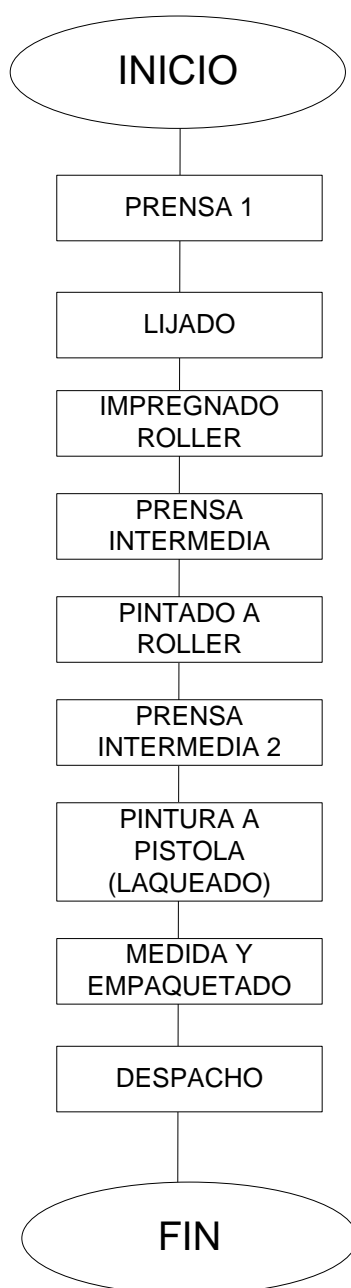 INICIO
PRENSA 1
LIJADO
IMPREGNADO
ROLLER
PRENSA
INTERMEDIA
PINTADO A
ROLLER
PRENSA
INTERMEDIA 2
PINTURA A
PISTOLA
(LAQUEADO)
MEDIDA Y
EMPAQUETADO
DESPACHO
FIN